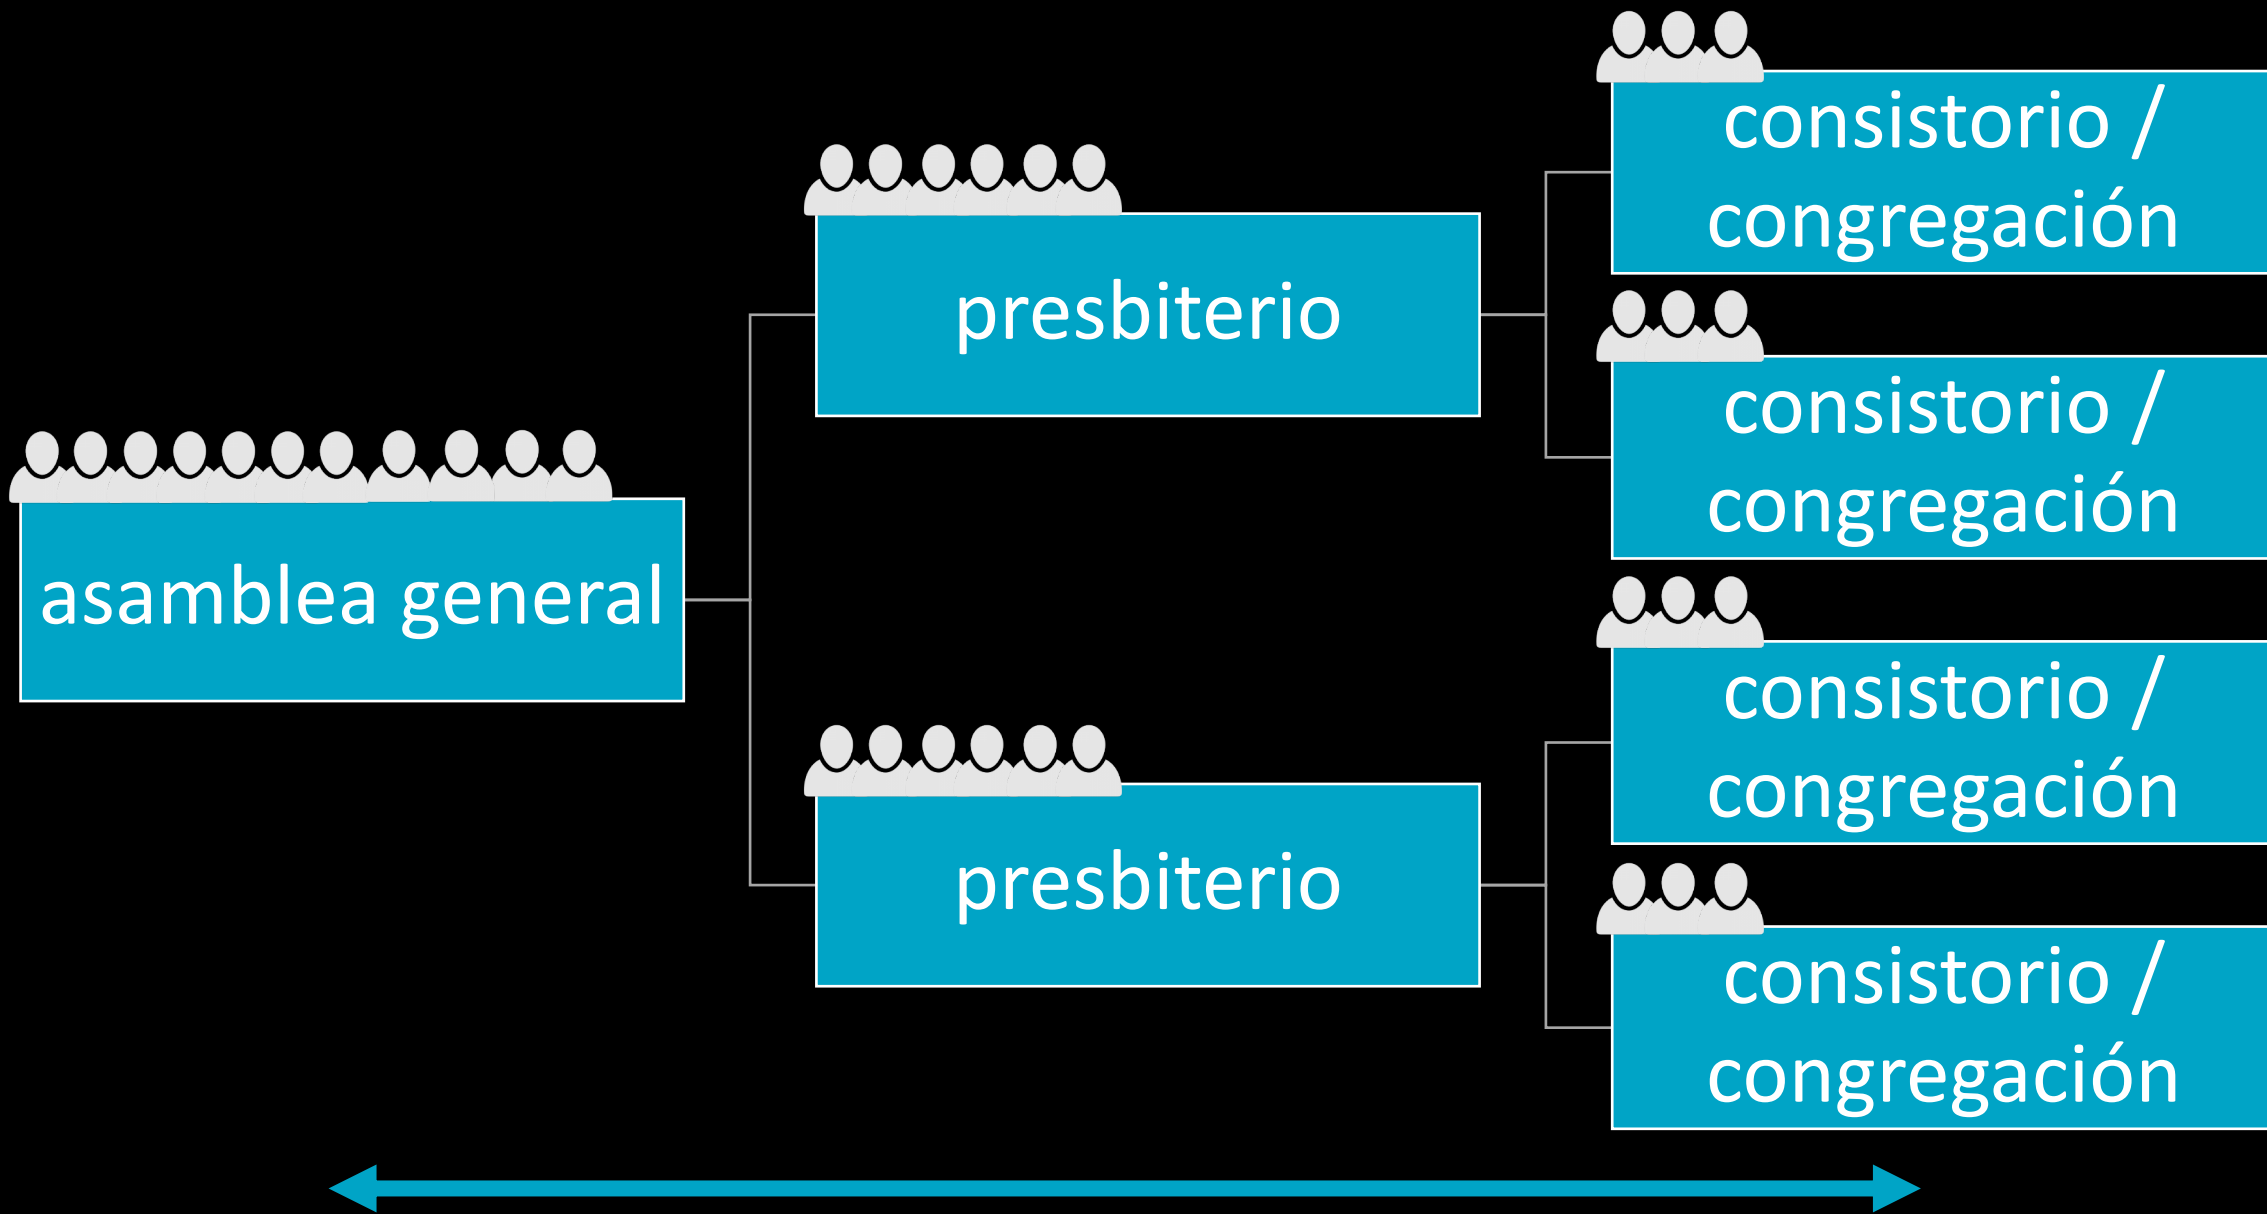 asamblea general
presbiterio
consistorio /
congregación
consistorio /
congregación
presbiterio
consistorio /
congregación
consistorio /
congregación